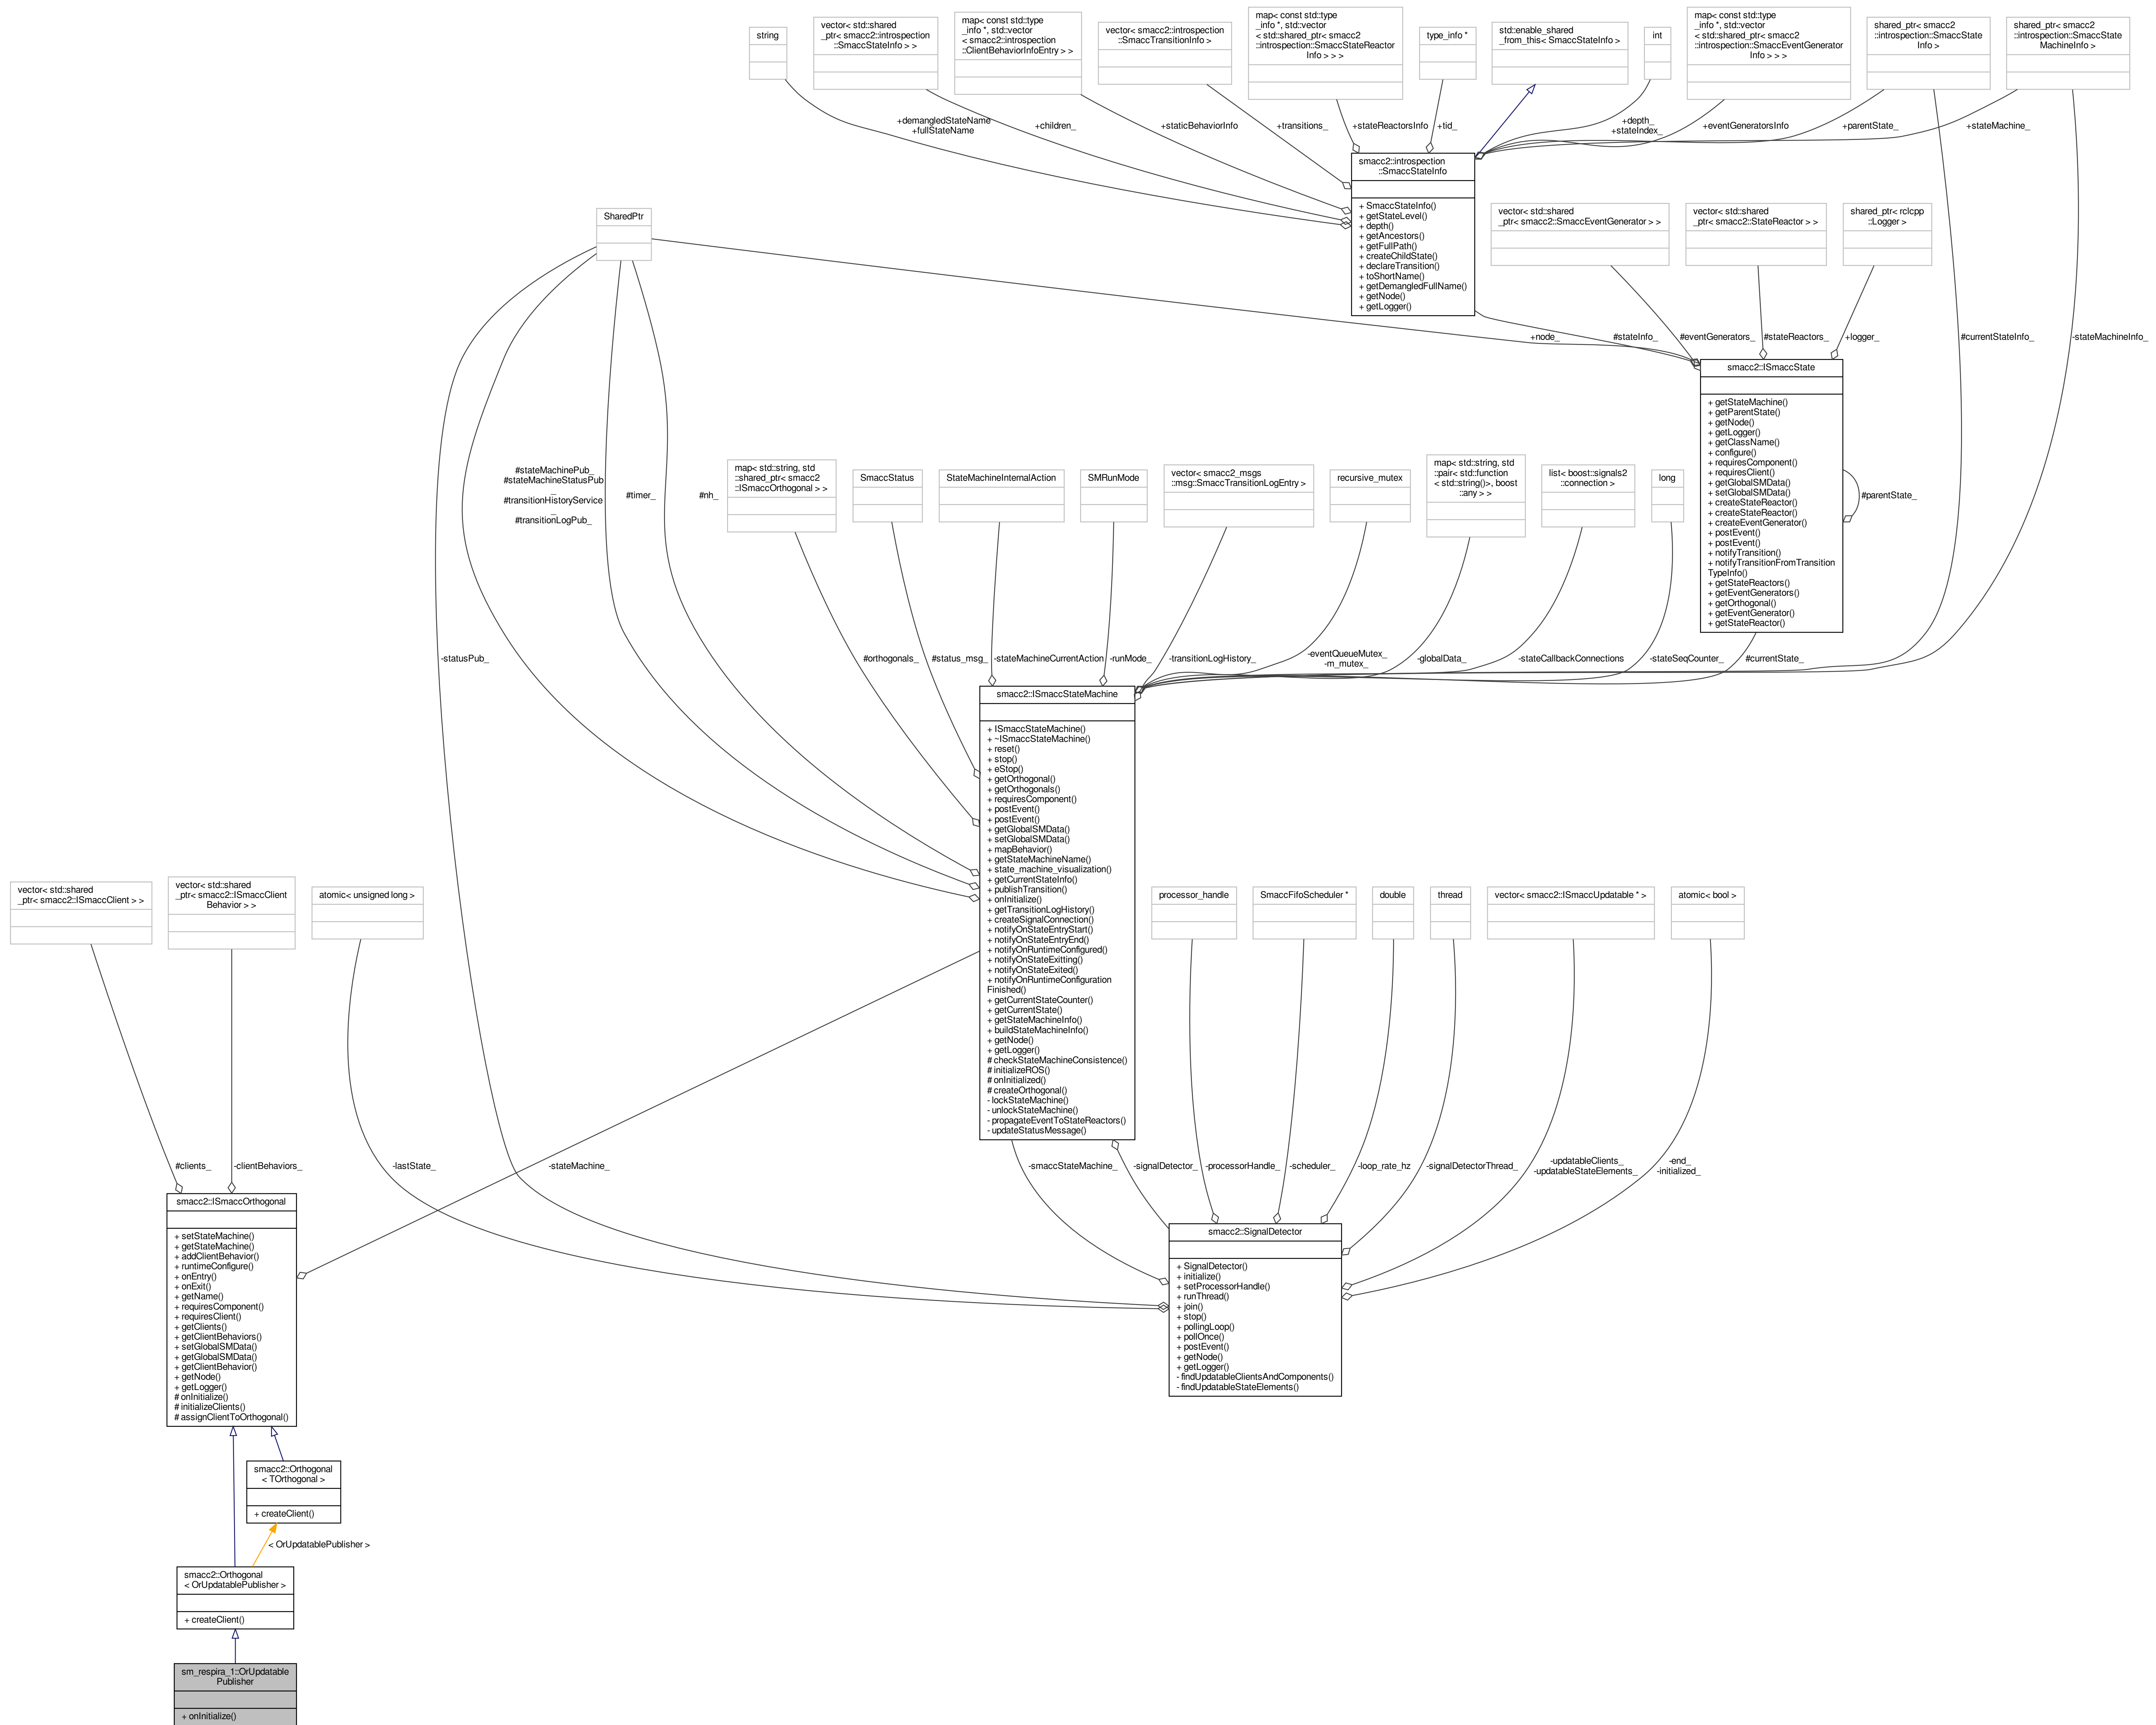 string
vector< std::shared
_ptr< smacc2::introspection
::SmaccStateInfo > >
map< const std::type
_info *, std::vector
< smacc2::introspection
::ClientBehaviorInfoEntry > >
vector< smacc2::introspection
::SmaccTransitionInfo >
map< const std::type
_info *, std::vector
< std::shared_ptr< smacc2
::introspection::SmaccStateReactor
Info > > >
type_info *
std::enable_shared
_from_this< SmaccStateInfo >
int
map< const std::type
_info *, std::vector
< std::shared_ptr< smacc2
::introspection::SmaccEventGenerator
Info > > >
shared_ptr< smacc2
::introspection::SmaccState
Info >
shared_ptr< smacc2
::introspection::SmaccState
MachineInfo >
+demangledStateName
+fullStateName
+children_
+staticBehaviorInfo
+transitions_
+stateReactorsInfo
+tid_
+depth_
+stateIndex_
+eventGeneratorsInfo
+parentState_
+stateMachine_
smacc2::introspection
::SmaccStateInfo
+ SmaccStateInfo()
+ getStateLevel()
+ depth()
+ getAncestors()
+ getFullPath()
+ createChildState()
+ declareTransition()
+ toShortName()
+ getDemangledFullName()
+ getNode()
+ getLogger()
SharedPtr
vector< std::shared
_ptr< smacc2::SmaccEventGenerator > >
vector< std::shared
_ptr< smacc2::StateReactor > >
shared_ptr< rclcpp
::Logger >
+node_
#stateInfo_
#eventGenerators_
#stateReactors_
+logger_
#currentStateInfo_
-stateMachineInfo_
smacc2::ISmaccState
+ getStateMachine()
+ getParentState()
+ getNode()
+ getLogger()
+ getClassName()
+ configure()
+ requiresComponent()
+ requiresClient()
+ getGlobalSMData()
+ setGlobalSMData()
+ createStateReactor()
+ createStateReactor()
+ createEventGenerator()
+ postEvent()
+ postEvent()
+ notifyTransition()
+ notifyTransitionFromTransition
TypeInfo()
+ getStateReactors()
+ getEventGenerators()
+ getOrthogonal()
+ getEventGenerator()
+ getStateReactor()
#parentState_
#stateMachinePub_
#stateMachineStatusPub
_
#transitionHistoryService
_
#transitionLogPub_
#timer_
#nh_
map< std::string, std
::shared_ptr< smacc2
::ISmaccOrthogonal > >
SmaccStatus
StateMachineInternalAction
SMRunMode
vector< smacc2_msgs
::msg::SmaccTransitionLogEntry >
recursive_mutex
map< std::string, std
::pair< std::function
< std::string()>, boost
::any > >
list< boost::signals2
::connection >
long
-statusPub_
#orthogonals_
#status_msg_
-stateMachineCurrentAction
-runMode_
-transitionLogHistory_
-eventQueueMutex_
-m_mutex_
-globalData_
-stateCallbackConnections
-stateSeqCounter_
#currentState_
smacc2::ISmaccStateMachine
+ ISmaccStateMachine()
+ ~ISmaccStateMachine()
+ reset()
+ stop()
+ eStop()
+ getOrthogonal()
+ getOrthogonals()
+ requiresComponent()
+ postEvent()
+ postEvent()
+ getGlobalSMData()
+ setGlobalSMData()
+ mapBehavior()
+ getStateMachineName()
+ state_machine_visualization()
+ getCurrentStateInfo()
+ publishTransition()
+ onInitialize()
+ getTransitionLogHistory()
+ createSignalConnection()
+ notifyOnStateEntryStart()
+ notifyOnStateEntryEnd()
+ notifyOnRuntimeConfigured()
+ notifyOnStateExitting()
+ notifyOnStateExited()
+ notifyOnRuntimeConfiguration
Finished()
+ getCurrentStateCounter()
+ getCurrentState()
+ getStateMachineInfo()
+ buildStateMachineInfo()
+ getNode()
+ getLogger()
# checkStateMachineConsistence()
# initializeROS()
# onInitialized()
# createOrthogonal()
- lockStateMachine()
- unlockStateMachine()
- propagateEventToStateReactors()
- updateStatusMessage()
vector< std::shared
_ptr< smacc2::ISmaccClient > >
vector< std::shared
_ptr< smacc2::ISmaccClient
Behavior > >
atomic< unsigned long >
processor_handle
SmaccFifoScheduler *
double
thread
vector< smacc2::ISmaccUpdatable * >
atomic< bool >
#clients_
-clientBehaviors_
-lastState_
-stateMachine_
-smaccStateMachine_
-signalDetector_
-processorHandle_
-scheduler_
-loop_rate_hz
-signalDetectorThread_
-updatableClients_
-updatableStateElements_
-end_
-initialized_
smacc2::ISmaccOrthogonal
+ setStateMachine()
+ getStateMachine()
+ addClientBehavior()
+ runtimeConfigure()
+ onEntry()
+ onExit()
+ getName()
+ requiresComponent()
+ requiresClient()
+ getClients()
+ getClientBehaviors()
+ setGlobalSMData()
+ getGlobalSMData()
+ getClientBehavior()
+ getNode()
+ getLogger()
# onInitialize()
# initializeClients()
# assignClientToOrthogonal()
smacc2::SignalDetector
+ SignalDetector()
+ initialize()
+ setProcessorHandle()
+ runThread()
+ join()
+ stop()
+ pollingLoop()
+ pollOnce()
+ postEvent()
+ getNode()
+ getLogger()
- findUpdatableClientsAndComponents()
- findUpdatableStateElements()
smacc2::Orthogonal
< TOrthogonal >
+ createClient()
< OrUpdatablePublisher >
smacc2::Orthogonal
< OrUpdatablePublisher >
+ createClient()
sm_respira_1::OrUpdatable
Publisher
+ onInitialize()